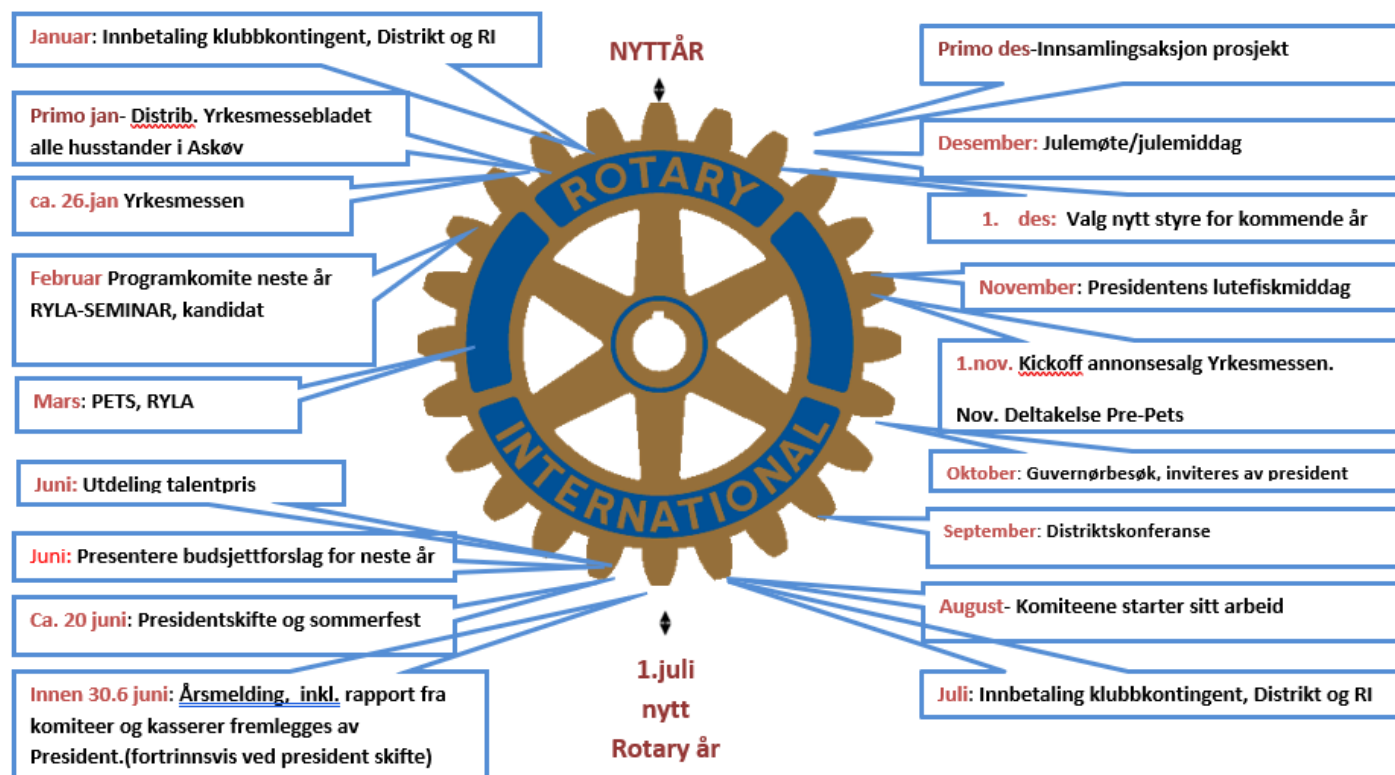 Januar: Innbetaling klubbkontingent, Distrikt og RI
Primo jan- Distrib. Yrkesmessebladet
alle husstander i Askøv
ca. 26.jan Yrkesmessen
Februar Programkomite neste år
RYLA-SEMINAR, kandidat
Mars: PETS, RYLA
Juni: Utdeling talentpris
Juni: Presentere budsjettforslag for neste år
Ca. 20 juni: Presidentskifte og sommerfest
Innen 30.6 juni: Årsmelding, inkl. rapport fra
komiteer og kasserer fremlegges av
President.(fortrinnsvis ved president skifte)
NYTTÅR
ROTARY
INTERNATIONAL
1.juli
nytt
Rotary år
Primo des-Innsamlingsaksjon prosjekt
Desember: Julemøte/julemiddag
1. des: Valg nytt styre for kommende år
November: Presidentens lutefiskmiddag
1.nov. Kickoff annonsesalg Yrkesmessen.
Nov. Deltakelse Pre-Pets
Oktober: Guvernørbesøk, inviteres av president
September: Distriktskonferanse
August- Komiteene starter sitt arbeid
Juli: Innbetaling klubbkontingent, Distrikt og RI